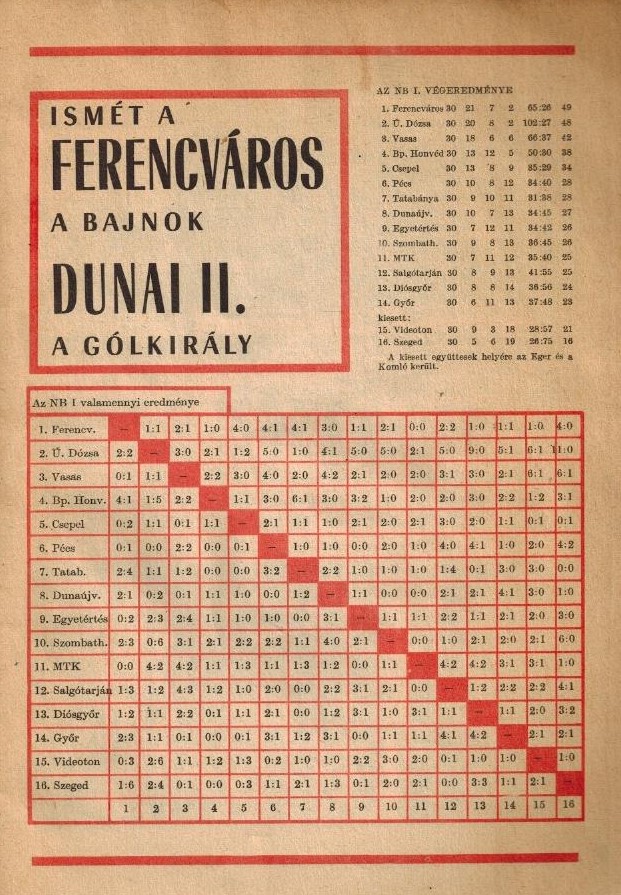 ISMÉT A
FERENCVÁROS
A BAJNOK
DUNAI II.
A GÓLKIRÁLY
AZ NB I. VÉGEREDMÉNYE
1. Ferencváros 30 21 7 2 65:26 49
2. Ú. Dózsa 30 20 8 2 102:27 48
3. Vasas 30 18 6 6 66:37 42
4. Bp. Honvéd 30 13 12 5 50:30 38
5. Csepel 30 13 8 9 35:29 34
6. Pécs 30 10 8 12 34:40 28
7. Tatabánya 30 9 10 11 31:38 28
8. Dunaújv. 30 10 7 13 34:45 27
9. Egyetértés 30 7 12 11 34:42 26
10. Szombath. 30 9 8 13 36:45 26
11. MTK 30 7 11 12 35:40 25
12. Salgótarján 30 8 9 13 41:55 25
13. Diósgyőr 30 8 8 14 36:56 24
14. Győr 30 6 11 13 37:48 23
kiesett:
15. Videoton 30 9 3 18 28:57 21
16. Szeged 30 5 6 19 26:75 16
A kiesett együttesek helyére az Eger és a
Komló került.
Az NB I valamennyi eredménye
1. Ferencv. — 1:1 2:1 1:0 4:0 4:1 4:1 3:0 1:1 2:1 0:0 2:2 1:0 1:1 1:0 4:0
2. Ú. Dózsa 2:2 — 3:0 2:1 1:2 5:0 1:0 4:1 5:0 5:0 2:1 5:0 9:0 5:1 6:1 11:0
3. Vasas 0:1 1:1 — 2:2 3:0 4:0 2:0 4:2 2:1 2:0 2:0 3:1 3:0 2:1 6:1 6:1
4. Bp. Honv. 4:1 1:5 2:2 — 1:1 3:0 6:1 3:0 3:2 1:0 2:0 2:0 3:0 2:2 1:2 3:1
5. Csepel 0:2 1:1 0:1 1:1 — 2:1 1:1 1:0 2:1 2:0 2:1 3:0 2:0 1:1 0:1 0:1
6. Pécs 0:1 0:0 2:2 0:0 0:1 — 1:0 1:0 0:0 2:0 1:0 4:0 4:1 1:0 2:0 4:2
7. Tatab. 2:4 1:1 1:2 0:0 0:0 3:2 — 2:2 1:0 1:0 1:0 1:4 0:1 3:0 3:0 0:0
8. Dunaújv. 2:1 0:2 0:1 1:1 1:0 0:0 1:2 — 1:1 0:0 0:0 2:1 2:1 4:1 3:0 1:0
9. Egyetértés 0:2 2:3 2:4 1:1 1:0 1:0 0:0 3:1 — 1:1 1:1 2:2 1:1 2:1 2:0 3:0
10. Szombath. 2:3 0:6 3:1 2:1 2:2 2:2 1:1 4:0 2:1 — 0:0 1:0 2:1 2:0 2:1 6:0
11. MTK 0:0 4:2 4:2 1:1 1:3 1:1 1:3 1:2 0:0 1:1 — 4:2 4:2 3:1 3:1 1:0
12. Salgótarján 1:3 1:2 4:3 1:2 1:0 2:0 0:0 2:2 3:1 2:1 0:0 — 1:2 2:2 2:2 4:1
13. Diósgyőr 1:2 1:1 2:2 0:1 1:1 2:1 0:0 1:2 3:1 1:0 3:1 1:1 — 1:1 2:0 3:2
14. Győr 2:3 1:1 0:1 0:0 0:1 3:1 1:2 3:1 0:0 1:1 1:1 4:1 4:2 — 2:1 2:1
15. Videoton 0:3 2:6 1:1 1:2 1:3 0:2 1:0 1:0 2:2 3:0 2:0 0:1 1:0 1:0 — 1:0
16. Szeged 1:6 2:4 0:1 0:0 0:3 1:1 2:1 1:3 0:1 2:0 2:1 0:0 3:3 1:1 2:1 —
1 2 3 4 5 6 7 8 9 10 11 12 13 14 15 16